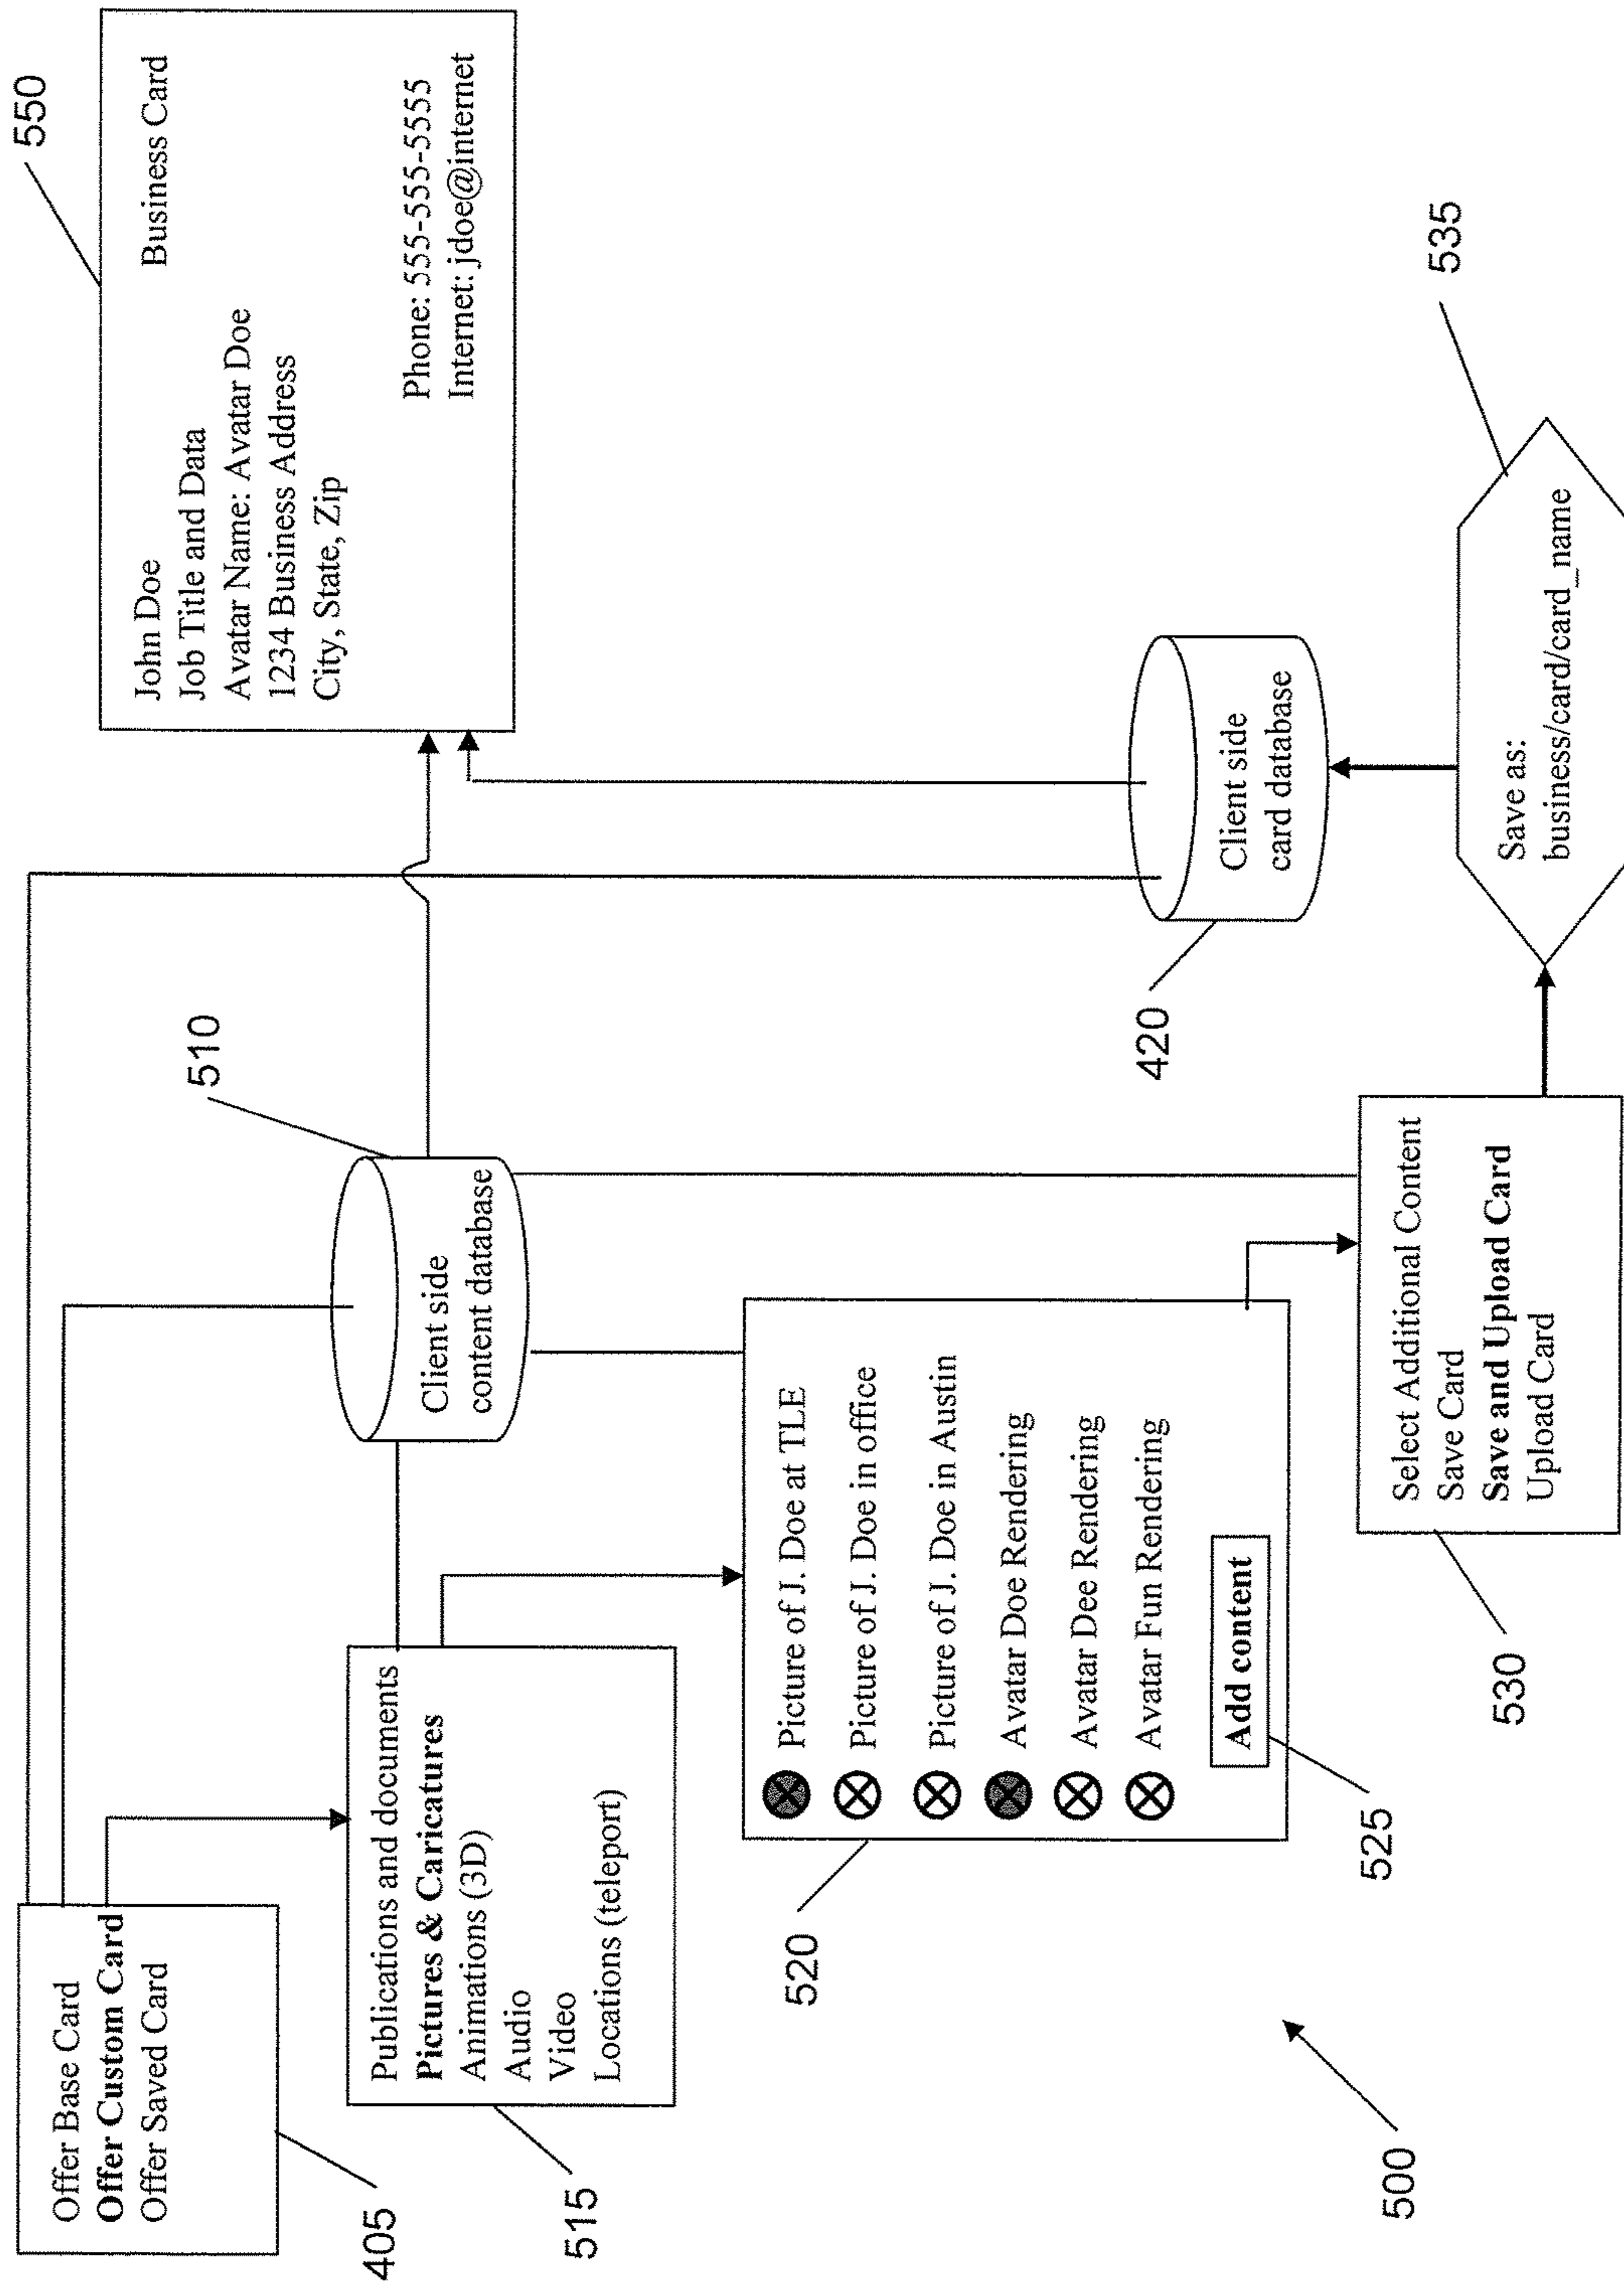 Offer Base Card
Offer Custom Card
Offer Saved Card
405
Publications and documents
Pictures & Caricatures
Animations (3D)
Audio
Video
Locations (teleport)
515
Client side
content database
510
John Doe
Business Card
Job Title and Data
Avatar Name: Avatar Doe
1234 Business Address
City, State, Zip
Phone: 555-555-5555
Internet: jdoe@internet
550
Picture of J. Doe at TLE
Picture of J. Doe in office
Picture of J. Doe in Austin
Avatar Doe Rendering
Avatar Dee Rendering
Avatar Fun Rendering
Add content
520
525
Client side
card database
420
Select Additional Content
Save Card
Save and Upload Card
Upload Card
530
Save as:
business/card/card_name
535
500